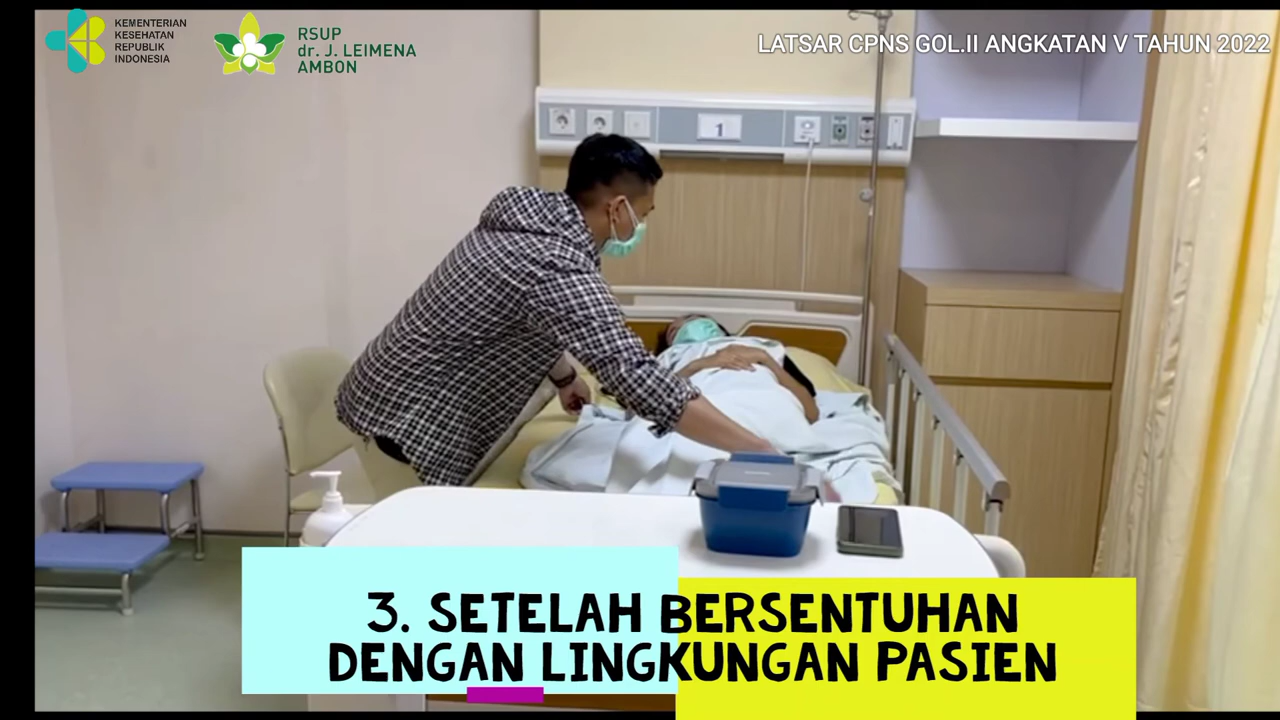 KEMENTERIAN
KESEHATAN
REPUBLIK
INDONESIA
RSUP
dr. J. LEIMENA
AMBON
LATSAR CPNS GOL.II ANGKATAN V TAHUN 2022
1
3. SETELAH BERSENTUHAN
DENGAN LINGKUNGAN PASIEN